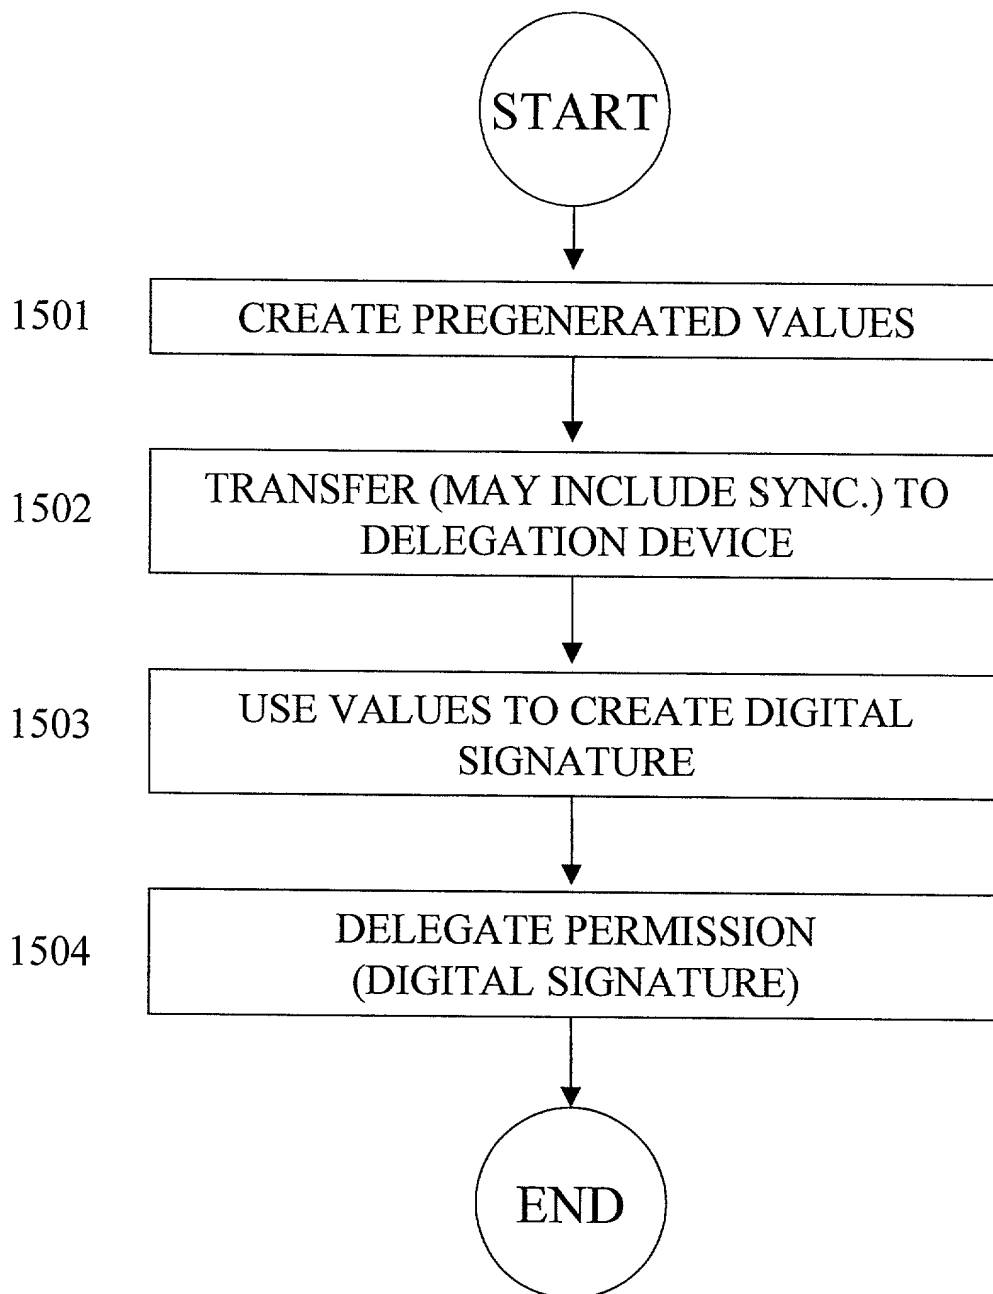 START
1501 CREATE PREGENERATED VALUES
1502 TRANSFER (MAY INCLUDE SYNC.) TO
DELEGATION DEVICE
1503 USE VALUES TO CREATE DIGITAL
SIGNATURE
1504 DELEGATE PERMISSION
(DIGITAL SIGNATURE)
END